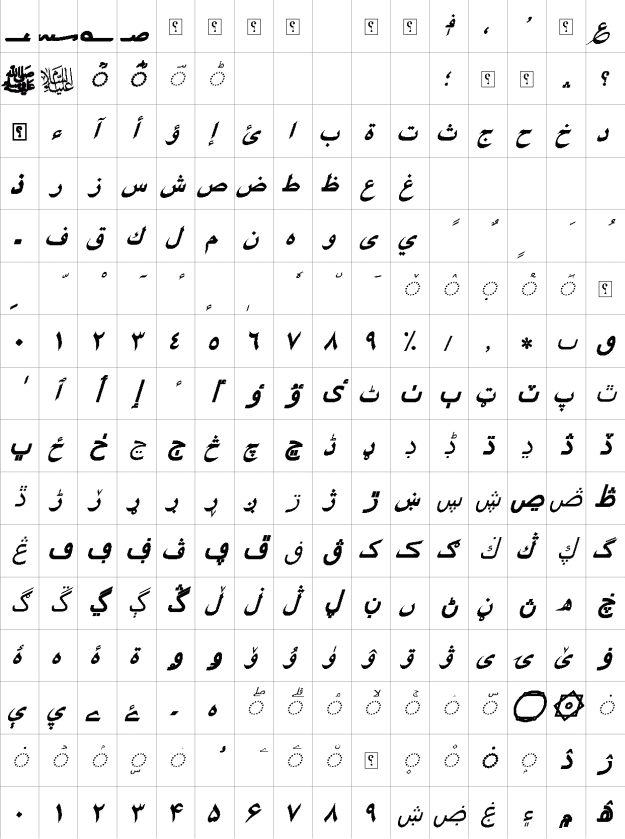 ؀ ؁ ؂ ؃ ؋ ، ؍ ؏
ؐ ؑ ؒ ؓ ؔ ؕ ؛ ؞ ؟
؟ ء آ أ ؤ إ ئ ا ب ة ت ث ج ح خ د
ذ ر ز س ش ص ض ط ظ ع غ
ـ ف ق ك ل م ن ه و ى ي ً ٌ ٍ َ ُ
ِ ّ ْ ٓ ٔ ٕ ٖ ٗ ٘ ٙ ٚ ٛ ٜ ٝ ٞ
٠ ١ ٢ ٣ ٤ ٥ ٦ ٧ ٨ ٩ ٪ ٫ ٬ ٭ ٮ ٯ
ٰ ٱ ٲ ٳ ٴ ٵ ٶ ٷ ٸ ٹ ٺ ٻ ټ ٽ پ ٿ
ڀ ځ ڂ ڃ ڄ څ چ ڇ ڈ ډ ڊ ڋ ڌ ڍ ڎ ڏ
ڐ ڑ ڒ ړ ڔ ڕ ږ ڗ ژ ڙ ښ ڛ ڜ ڝ ڞ ڟ
ڠ ڡ ڢ ڣ ڤ ڥ ڦ ڧ ڨ ک ڪ ګ ڬ ڭ ڮ گ
ڰ ڱ ڲ ڳ ڴ ڵ ڶ ڷ ڸ ڹ ں ڻ ڼ ڽ ھ ڿ
ۀ ہ ۂ ۃ ۄ ۅ ۆ ۇ ۈ ۉ ۊ ۋ ی ۍ ێ ۏ
ې ۑ ے ۓ ۔ ە ۖ ۗ ۘ ۙ ۚ ۛ ۜ ۝ ۞ ۟
۠ ۡ ۢ ۣ ۤ ۥ ۦ ۧ ۨ ۪ ۫ ۬ ۭ ۮ ۯ
۰ ۱ ۲ ۳ ۴ ۵ ۶ ۷ ۸ ۹ ۺ ۻ ۼ ۽ ۾ ۿ